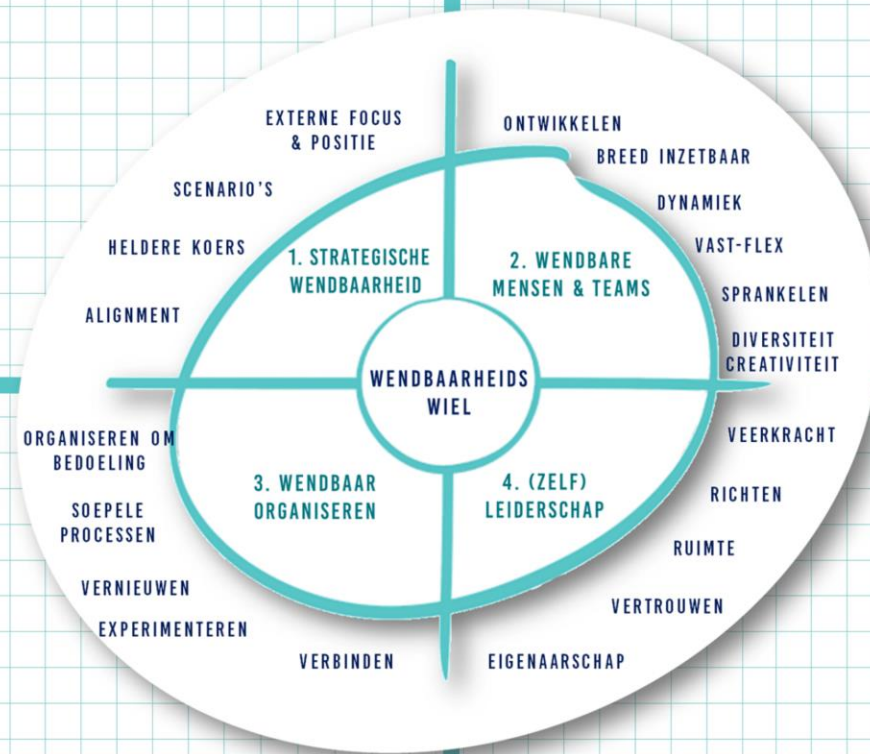 EXTERNE FOCUS
& POSITIE
SCENARIO'S
HELDERE KOERS
ALIGNMENT
1. STRATEGISCHE
WENDBAARHEID
ONTWIKKELEN
BREED INZETBAAR
DYNAMIEK
VAST-FLEX
SPRANKELEN
DIVERSITEIT
CREATIVITEIT
2. WENDBARE
MENSEN & TEAMS
WENDBAARHEIDS
WIEL
ORGANISEREN OM
BEDOELING
SOEPELE
PROCESSEN
VERNIEUWEN
EXPERIMENTEREN
VERBINDEN
3. WENDBAAR
ORGANISEREN
4. (ZELF)
LEIDERSCHAP
VEERKRACHT
RICHTEN
RUIMTE
VERTROUWEN
EIGENAARSCHAP